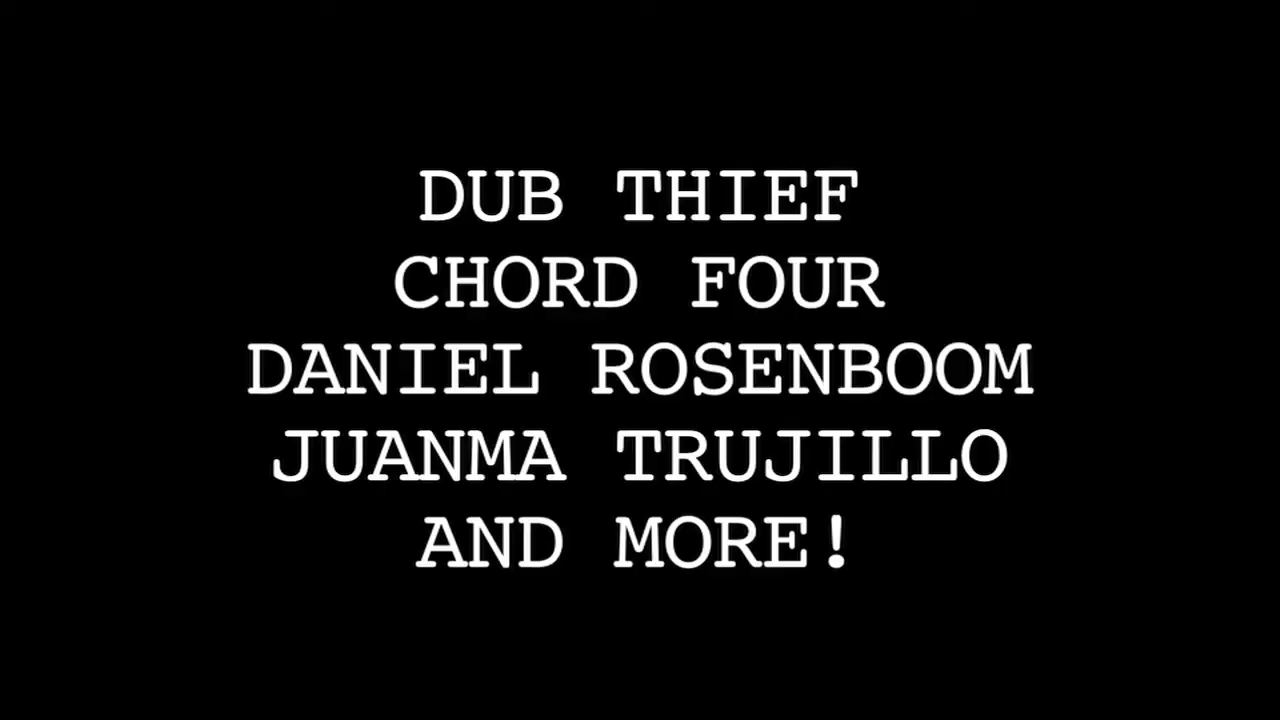 DUB THIEF
CHORD FOUR
DANIEL ROSENBOOM
JUANMA TRUJILLO
AND MORE!